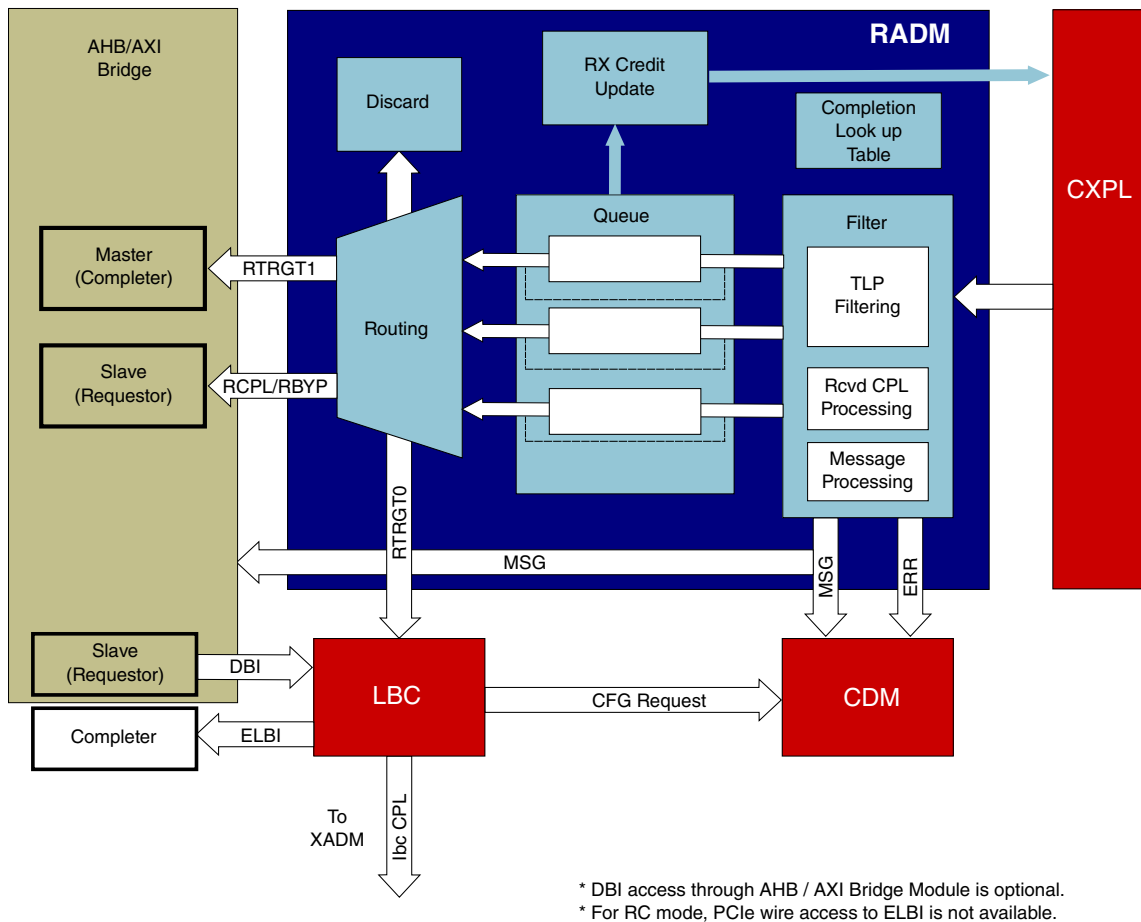 AHB/AXI
Bridge
RADM
RX Credit
Update
Discard
Completion
Look up
Table
CXPL
Queue
Filter
Master
(Completer)
RTRGT1
TLP
Filtering
Routing
Slave
(Requestor)
RCPL/RBYP
Rcvd CPL
Processing
Message
Processing
RTRGT0
MSG
MSG
ERR
Slave
(Requestor)
DBI
LBC
CFG Request
CDM
Completer
ELBI
To
XADM
lbc CPL
* DBI access through AHB / AXI Bridge Module is optional.
* For RC mode, PCIe wire access to ELBI is not available.